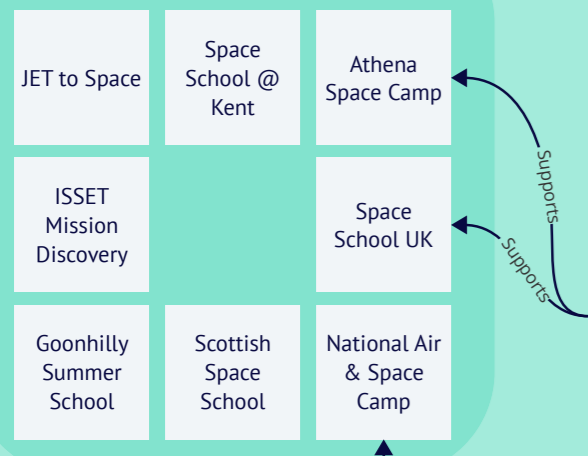 JET to Space
Space
School @
Kent
Athena
Space Camp
Supports
ISSET
Mission
Discovery
Space
School UK
Supports
Goonhilly
Summer
School
Scottish
Space
School
National Air
& Space
Camp